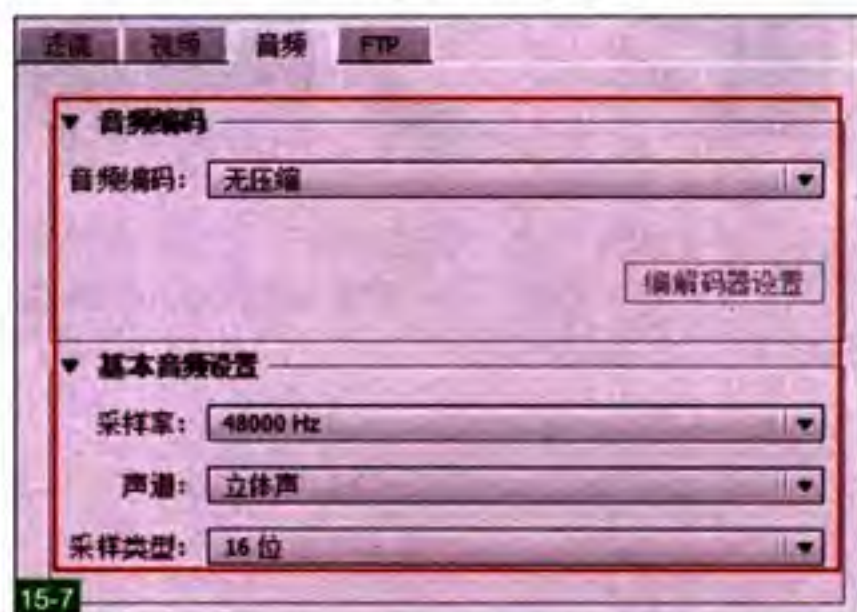 滤镜 视频 音频 FTP
▼ 音频编码
音频编码: 无压缩
编解码器设置
▼ 基本音频设置
采样率: 48000 Hz
声道: 立体声
采样类型: 16 位
15-7